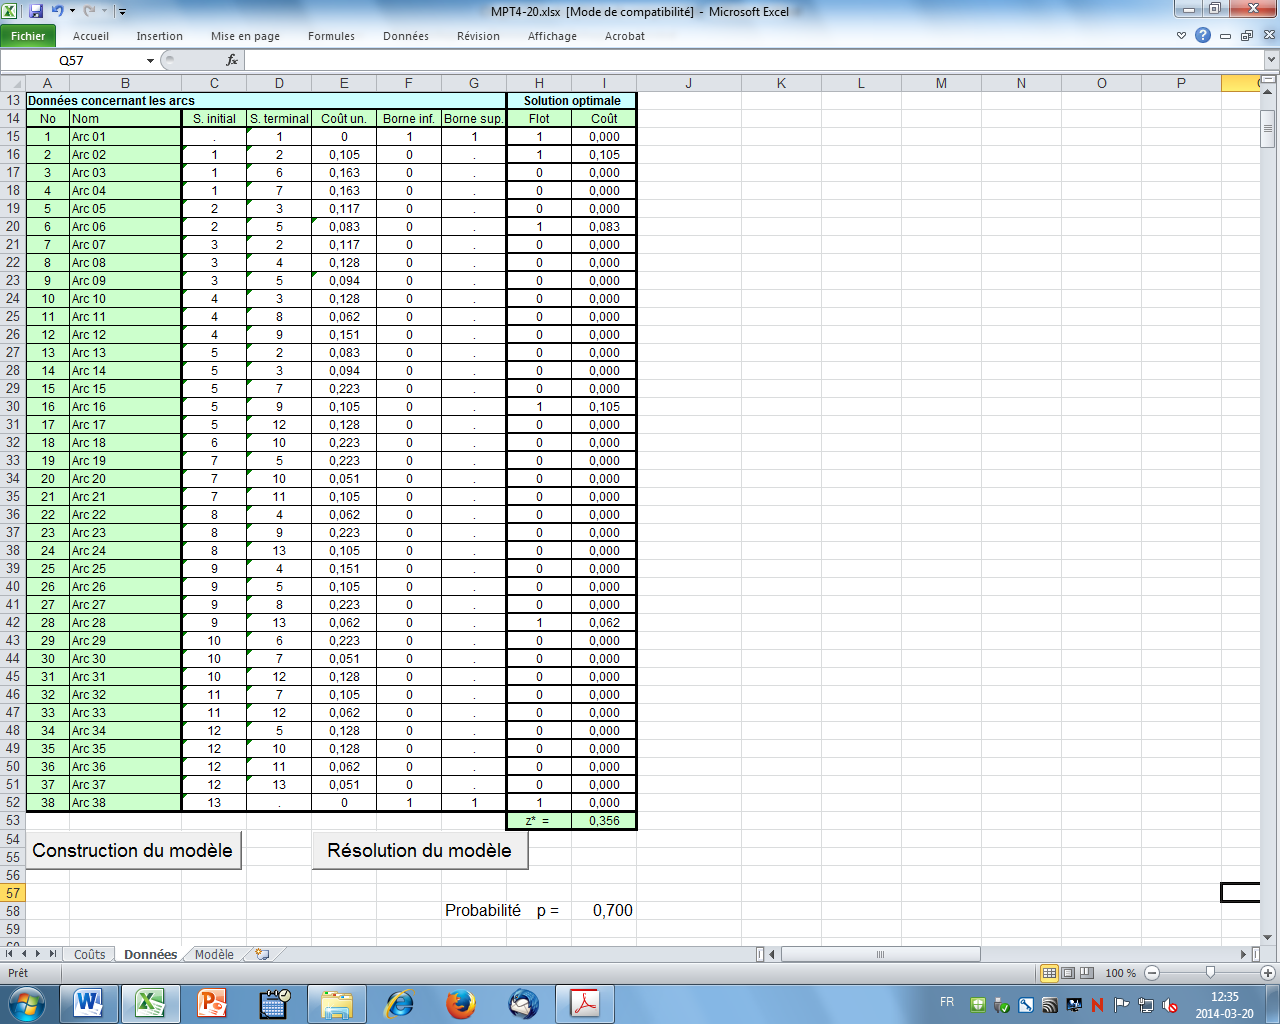 MPT4-20.xlsx [Mode de compatibilité] - Microsoft Excel
Fichier Accueil Insertion Mise en page Formules Données Révision Affichage Acrobat
Q57 fx
A B C D E F G H I J K L M N O P
13 Données concernant les arcs Solution optimale
14 No Nom S. initial S. terminal Coût un. Borne inf. Borne sup. Flot Coût
15 1 Arc 01 . 1 0 1 1 1 0,000
16 2 Arc 02 1 2 0,105 0 . 1 0,105
17 3 Arc 03 1 6 0,163 0 . 0 0,000
18 4 Arc 04 1 7 0,163 0 . 0 0,000
19 5 Arc 05 2 3 0,117 0 . 0 0,000
20 6 Arc 06 2 5 0,083 0 . 1 0,083
21 7 Arc 07 3 2 0,117 0 . 0 0,000
22 8 Arc 08 3 4 0,128 0 . 0 0,000
23 9 Arc 09 3 5 0,094 0 . 0 0,000
24 10 Arc 10 4 3 0,128 0 . 0 0,000
25 11 Arc 11 4 8 0,062 0 . 0 0,000
26 12 Arc 12 4 9 0,151 0 . 0 0,000
27 13 Arc 13 5 2 0,083 0 . 0 0,000
28 14 Arc 14 5 3 0,094 0 . 0 0,000
29 15 Arc 15 5 7 0,223 0 . 0 0,000
30 16 Arc 16 5 9 0,105 0 . 1 0,105
31 17 Arc 17 5 12 0,128 0 . 0 0,000
32 18 Arc 18 6 10 0,223 0 . 0 0,000
33 19 Arc 19 7 5 0,223 0 . 0 0,000
34 20 Arc 20 7 10 0,051 0 . 0 0,000
35 21 Arc 21 7 11 0,105 0 . 0 0,000
36 22 Arc 22 8 4 0,062 0 . 0 0,000
37 23 Arc 23 8 9 0,223 0 . 0 0,000
38 24 Arc 24 8 13 0,105 0 . 0 0,000
39 25 Arc 25 9 4 0,151 0 . 0 0,000
40 26 Arc 26 9 5 0,105 0 . 0 0,000
41 27 Arc 27 9 8 0,223 0 . 0 0,000
42 28 Arc 28 9 13 0,062 0 . 1 0,062
43 29 Arc 29 10 6 0,223 0 . 0 0,000
44 30 Arc 30 10 7 0,051 0 . 0 0,000
45 31 Arc 31 10 12 0,128 0 . 0 0,000
46 32 Arc 32 11 7 0,105 0 . 0 0,000
47 33 Arc 33 11 12 0,062 0 . 0 0,000
48 34 Arc 34 12 5 0,128 0 . 0 0,000
49 35 Arc 35 12 10 0,128 0 . 0 0,000
50 36 Arc 36 12 11 0,062 0 . 0 0,000
51 37 Arc 37 12 13 0,051 0 . 0 0,000
52 38 Arc 38 13 . 0 1 1 1 0,000
53 z* = 0,356
54 Construction du modèle Résolution du modèle
55
56
57
58 Probabilité p = 0,700
59
Coûts Données Modèle
Prêt 100 %
FR 12:35
2014-03-20